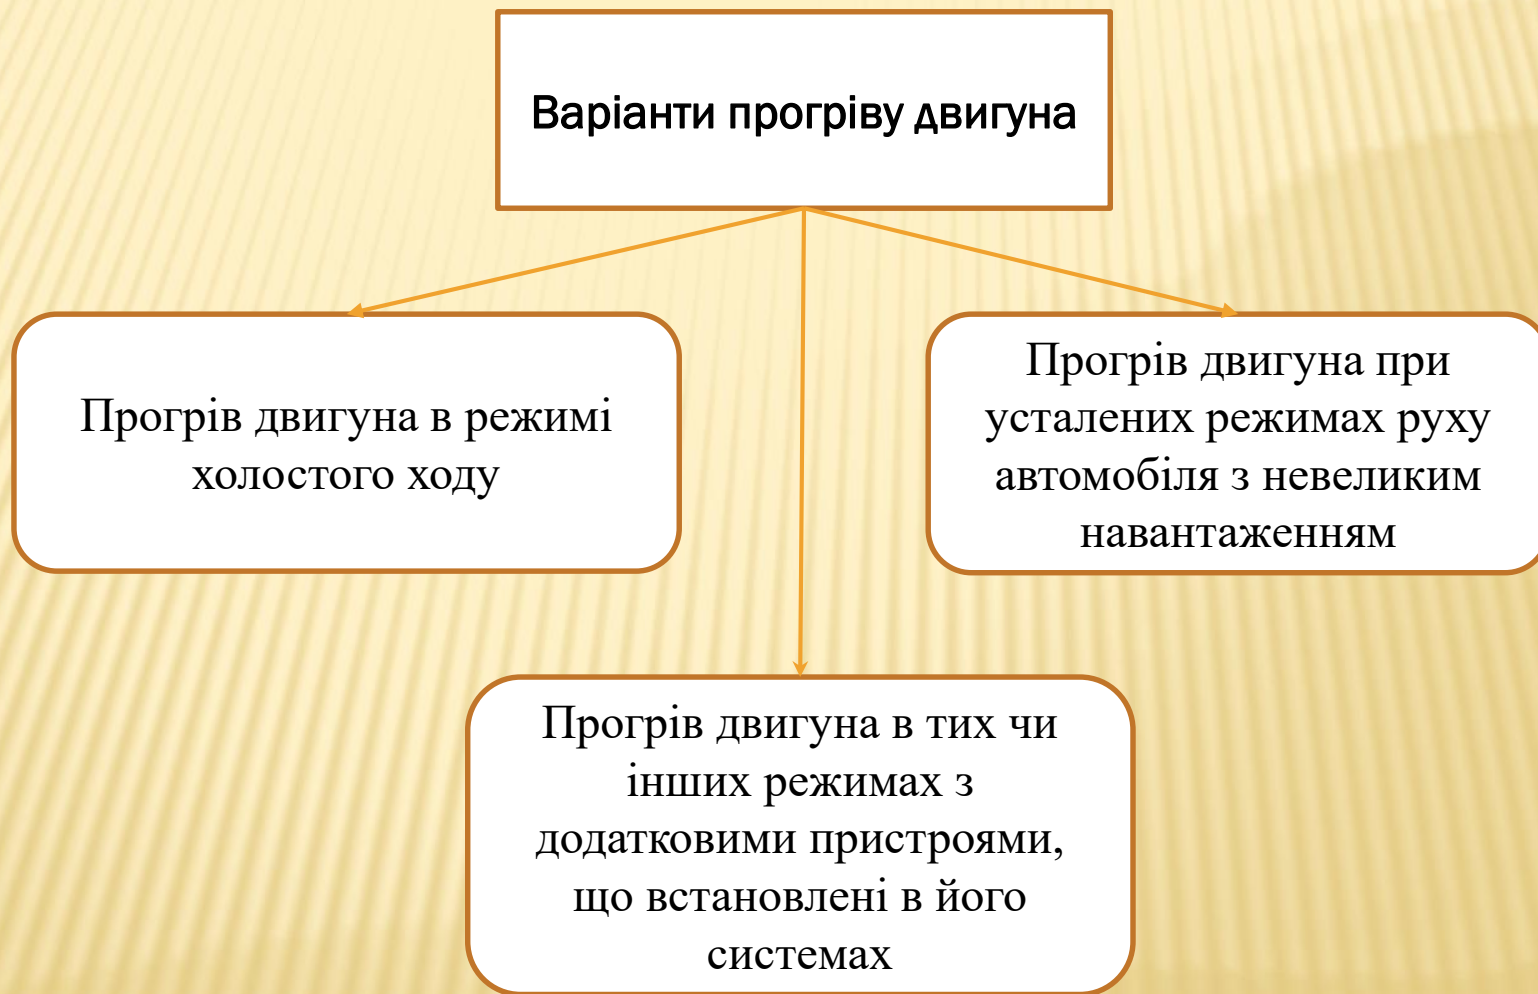 Варіанти прогріву двигуна
Прогрів двигуна в режимі
холостого ходу
Прогрів двигуна при
усталених режимах руху
автомобіля з невеликим
навантаженням
Прогрів двигуна в тих чи
інших режимах з
додатковими пристроями,
що встановлені в його
системах